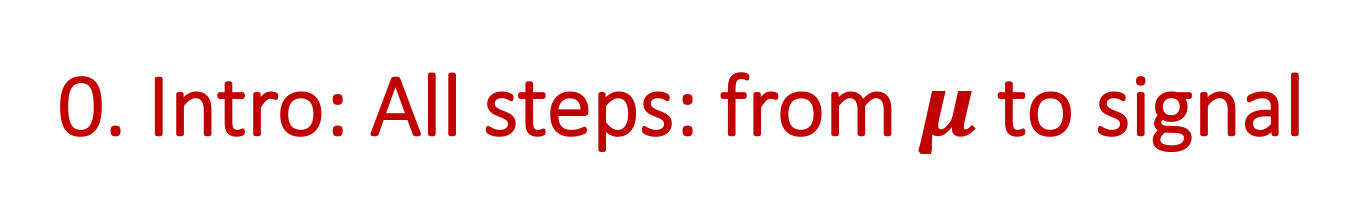 0. Intro: All steps: from 𝝁 to signal